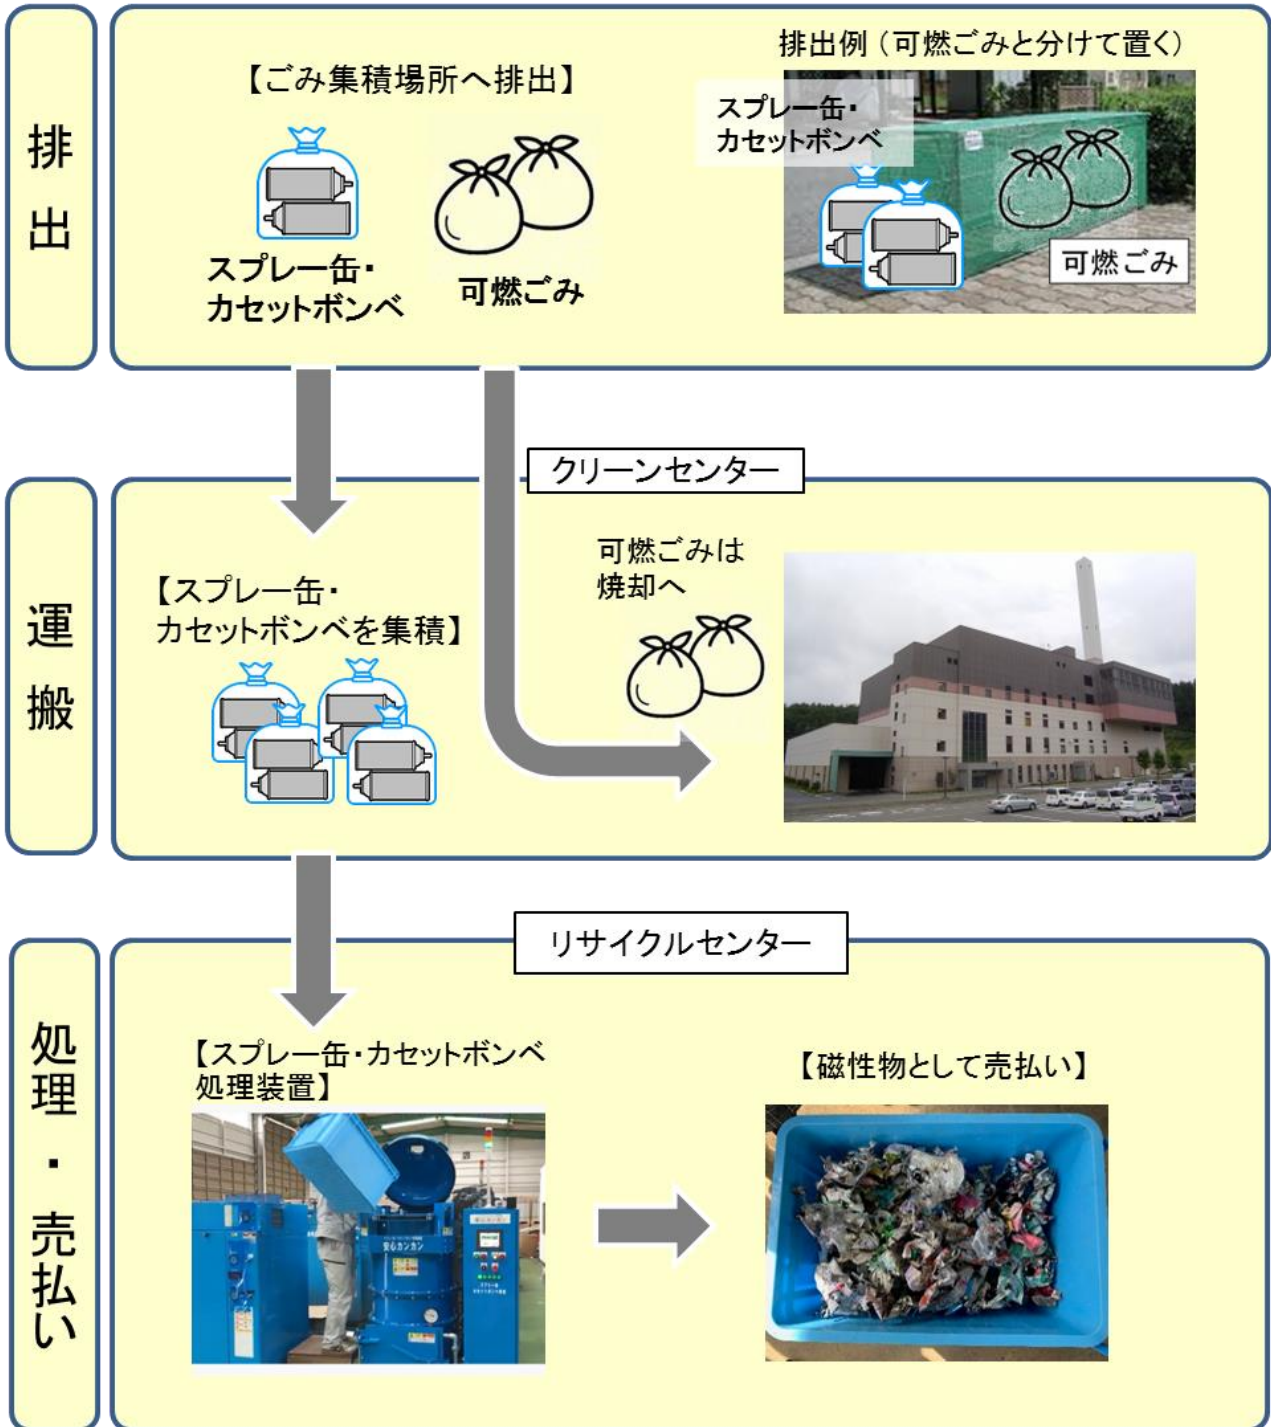 排出
【ごみ集積場所へ排出】
スプレー缶・
カセットボンベ
可燃ごみ
排出例（可燃ごみと分けて置く）
スプレー缶・
カセットボンベ
可燃ごみ
運搬
クリーンセンター
【スプレー缶・
カセットボンベを集積】
可燃ごみは
焼却へ
処理・売払い
リサイクルセンター
【スプレー缶・カセットボンベ
処理装置】
安心カンカン
【磁性物として売払い】